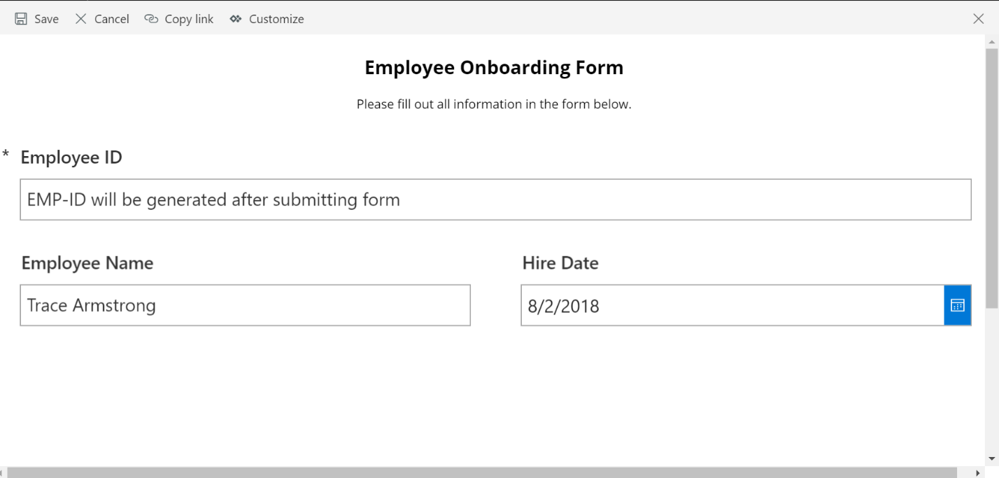 Save Cancel Copy link Customize
Employee Onboarding Form
Please fill out all information in the form below.
* Employee ID
EMP-ID will be generated after submitting form
Employee Name Hire Date
Trace Armstrong 8/2/2018